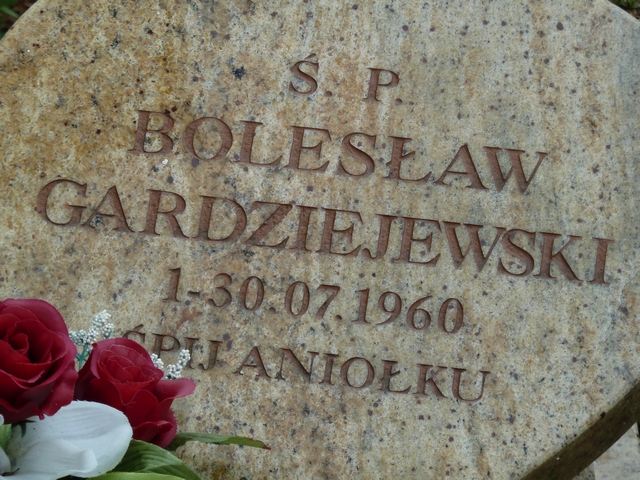 Ś. P.
BOLESŁAW
GARDZIEJEWSKI
1-30.07.1960
ŚPIJ ANIOŁKU